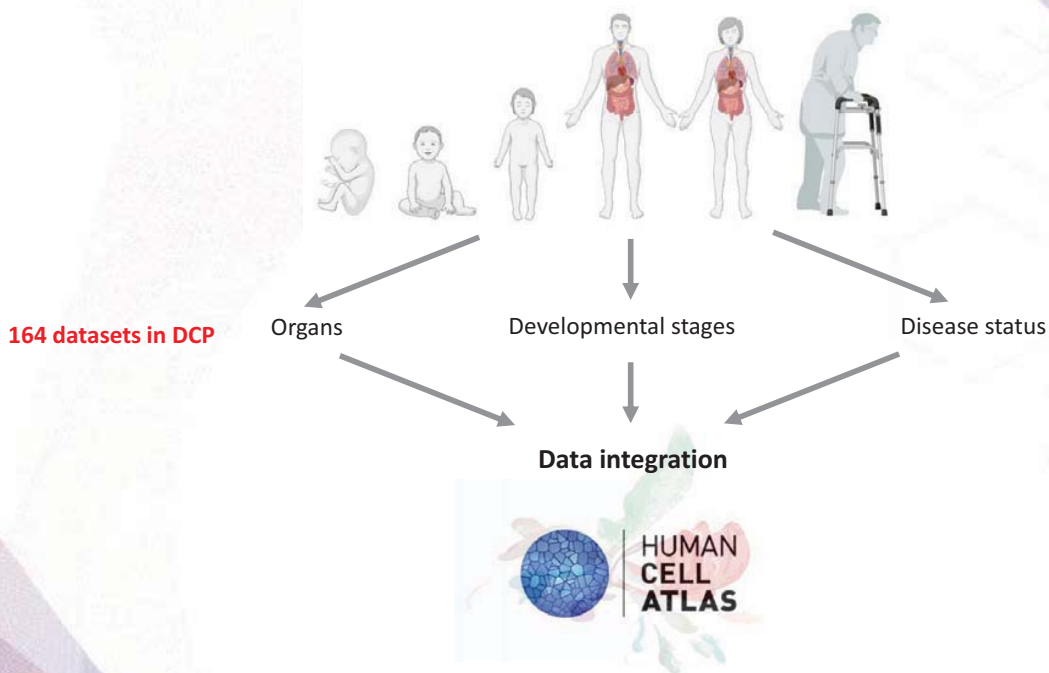 164 datasets in DCP
Organs
Developmental stages
Disease status
Data integration
HUMAN
CELL
ATLAS